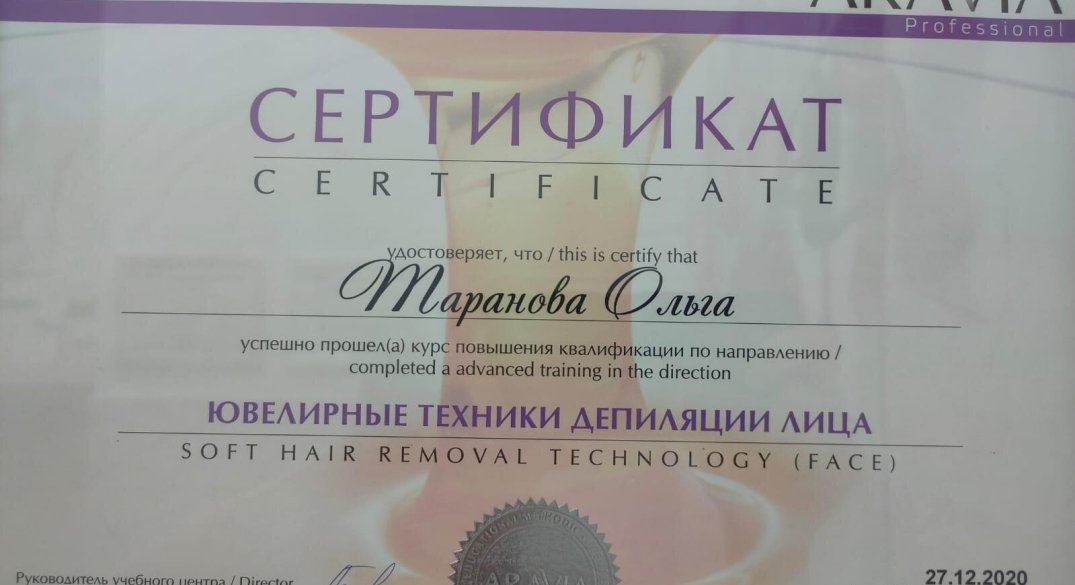 ARAVIA
Professional
СЕРТИФИКАТ
CERTIFICATE
удостоверяет, что / this is certify that
Таранова Ольга
успешно прошел(а) курс повышения квалификации по направлению /
completed a advanced training in the direction
ЮВЕЛИРНЫЕ ТЕХНИКИ ДЕПИЛЯЦИИ ЛИЦА
SOFT HAIR REMOVAL TECHNOLOGY (FACE)
ARAVIA
Руководитель учебного центра / Director
27.12.2020